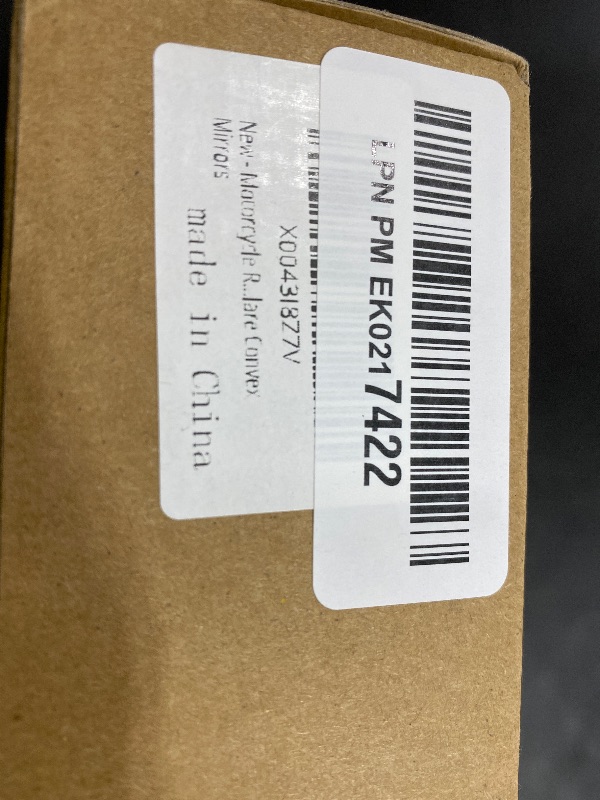 LPN PM EK0217422
X0043I8Z7V
New - Motorcycle R...lare Convex
Mirrors
made in China